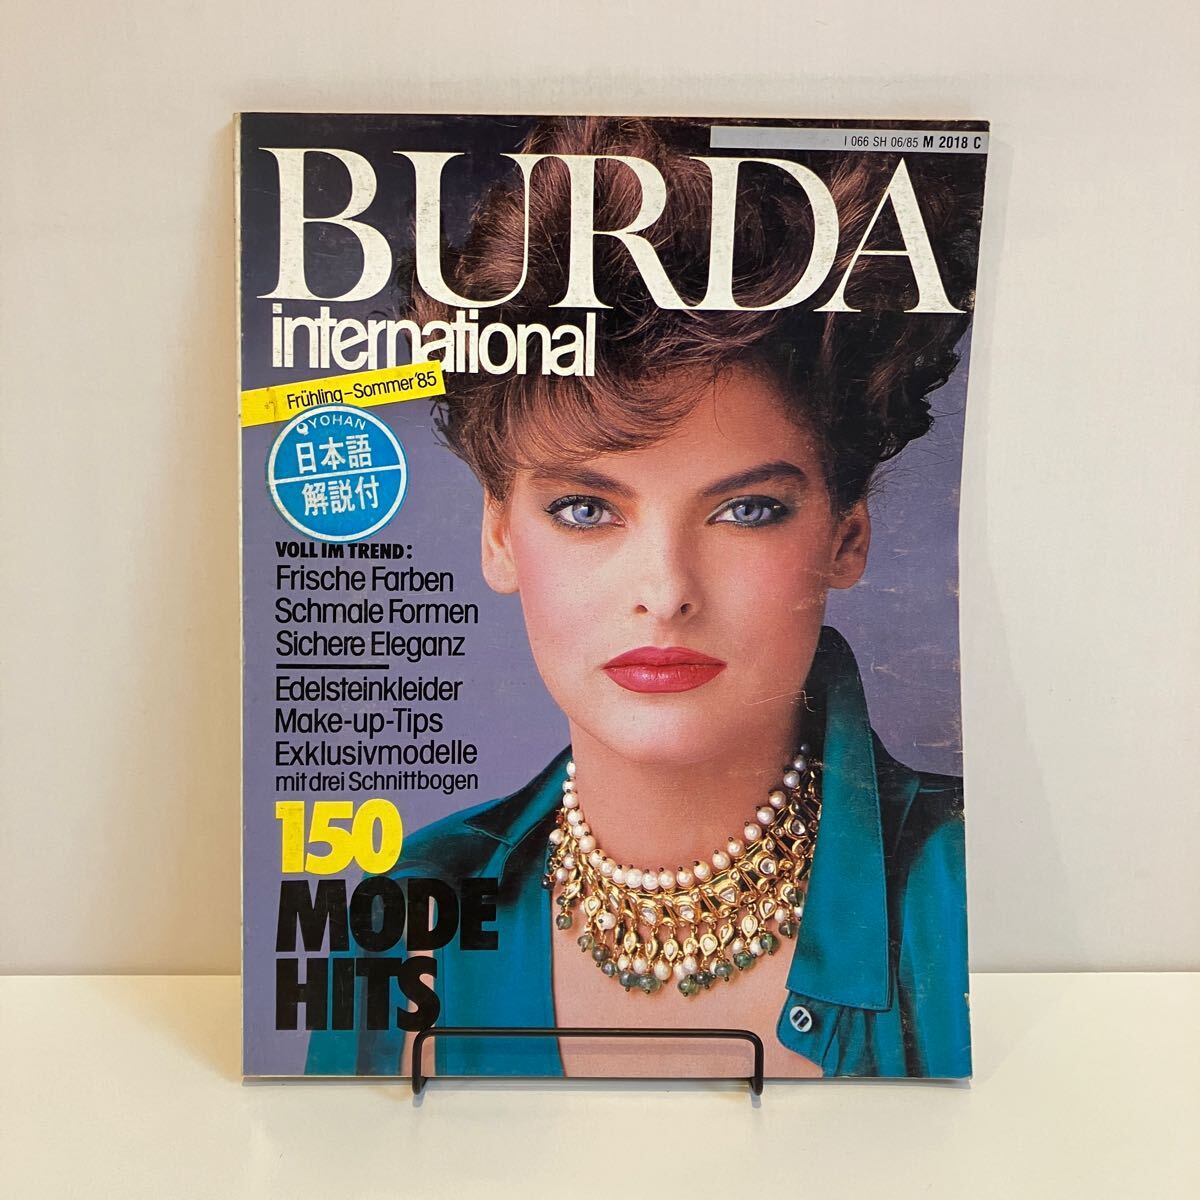 I 066 SH 06/85 M 2018 C
BURDA
international
Frühling-Sommer'85
YOHAN
日本語
解説付
VOLL IM TREND:
Frische Farben
Schmale Formen
Sichere Eleganz
Edelsteinkleider
Make-up-Tips
Exklusivmodelle
mit drei Schnittbogen
150
MODE
HITS